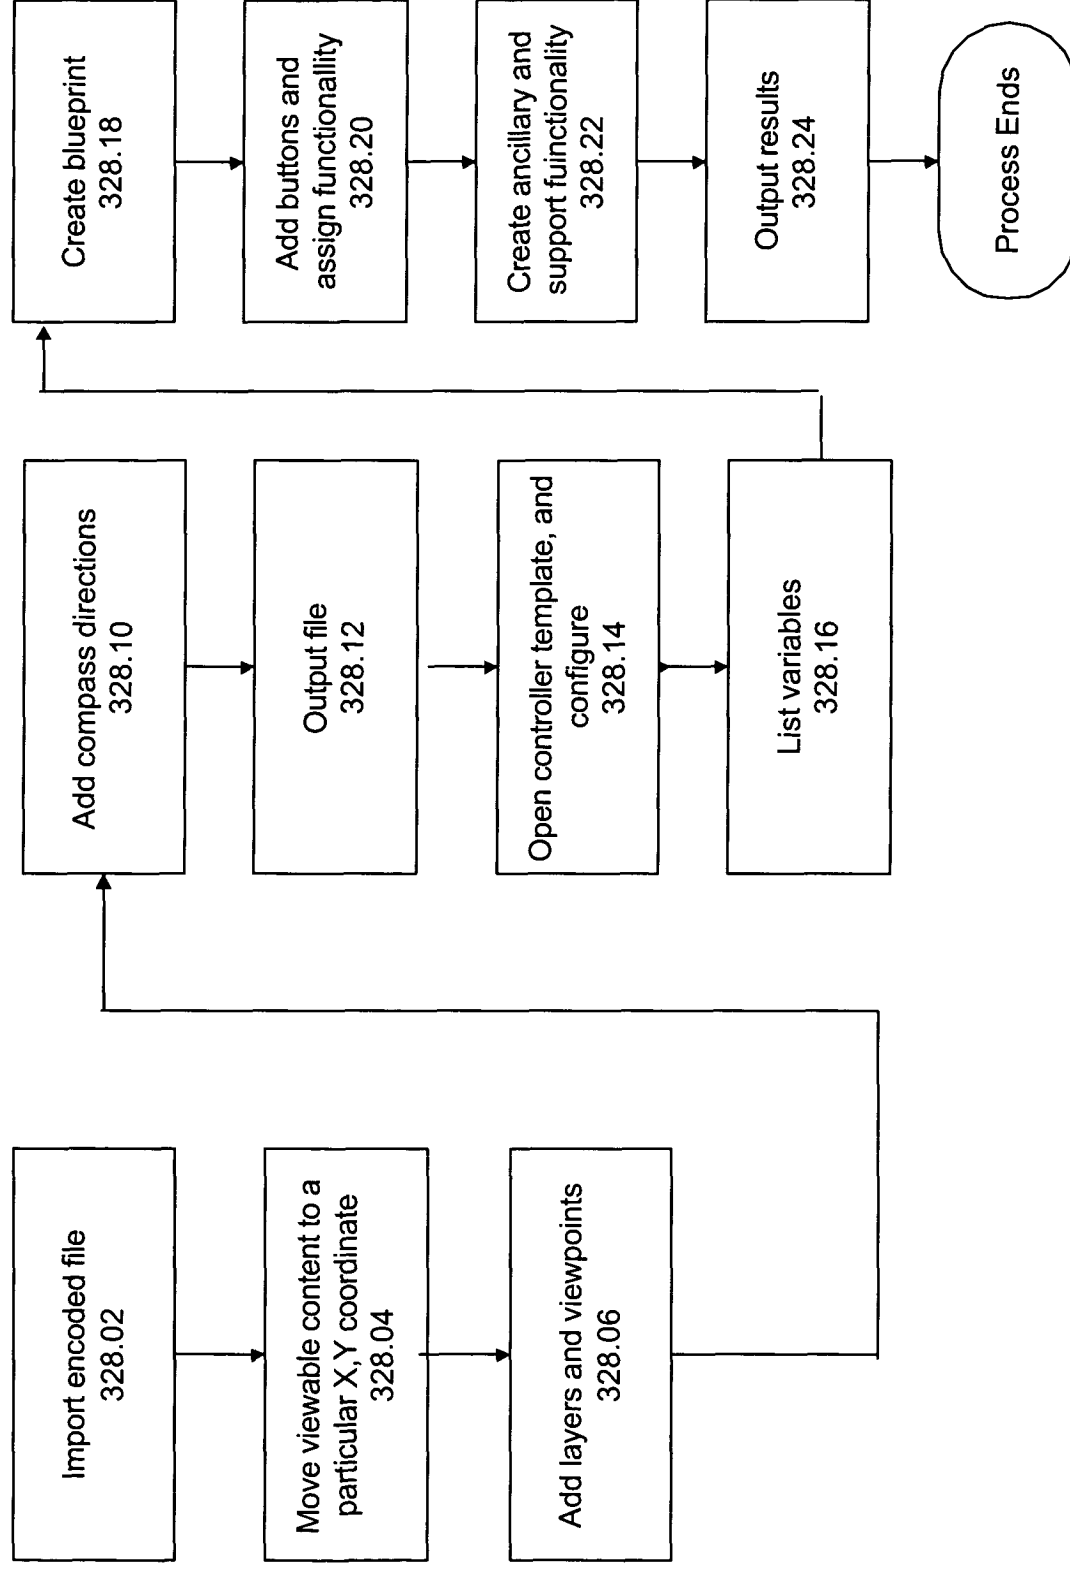 Import encoded file
328.02
Move viewable content to a
particular X,Y coordinate
328.04
Add layers and viewpoints
328.06
Add compass directions
328.10
Output file
328.12
Open controller template, and
configure
328.14
List variables
328.16
Create blueprint
328.18
Add buttons and
assign functionallity
328.20
Create ancillary and
support fuinctionality
328.22
Output results
328.24
Process Ends